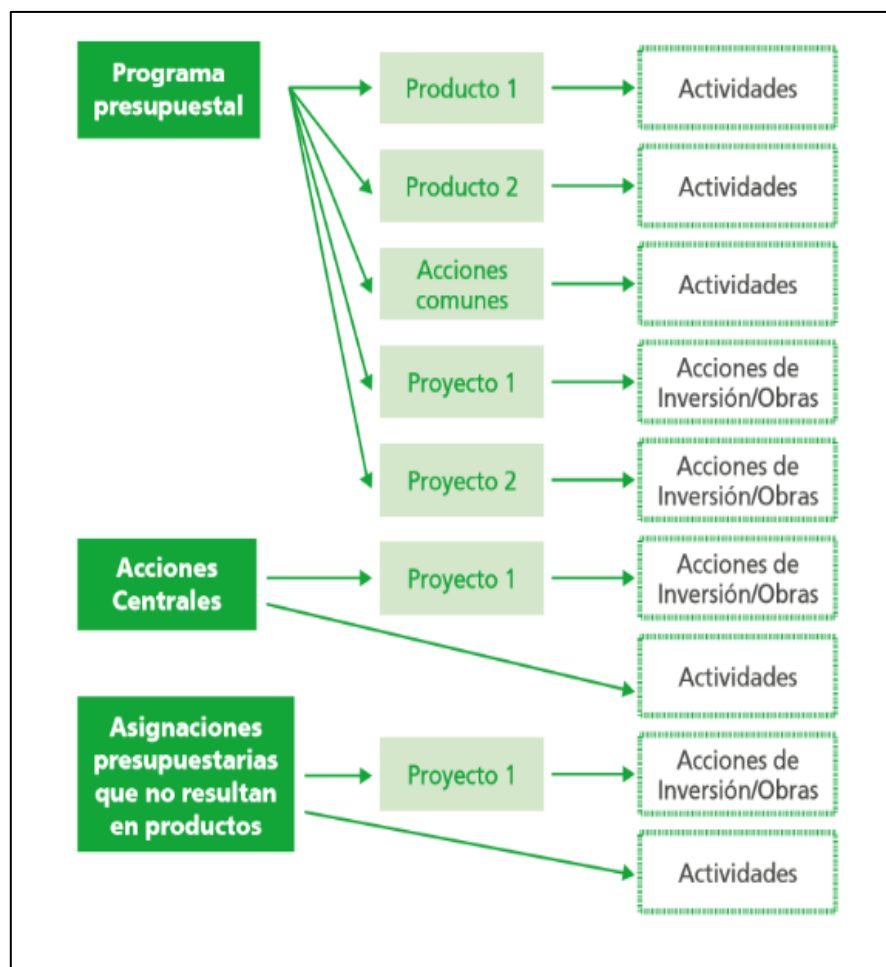 Programa
presupuestal
Producto 1
Actividades
Producto 2
Actividades
Acciones
comunes
Actividades
Proyecto 1
Acciones de
Inversión/Obras
Proyecto 2
Acciones de
Inversión/Obras
Acciones
Centrales
Proyecto 1
Acciones de
Inversión/Obras
Actividades
Asignaciones
presupuestarias
que no resultan
en productos
Proyecto 1
Acciones de
Inversión/Obras
Actividades